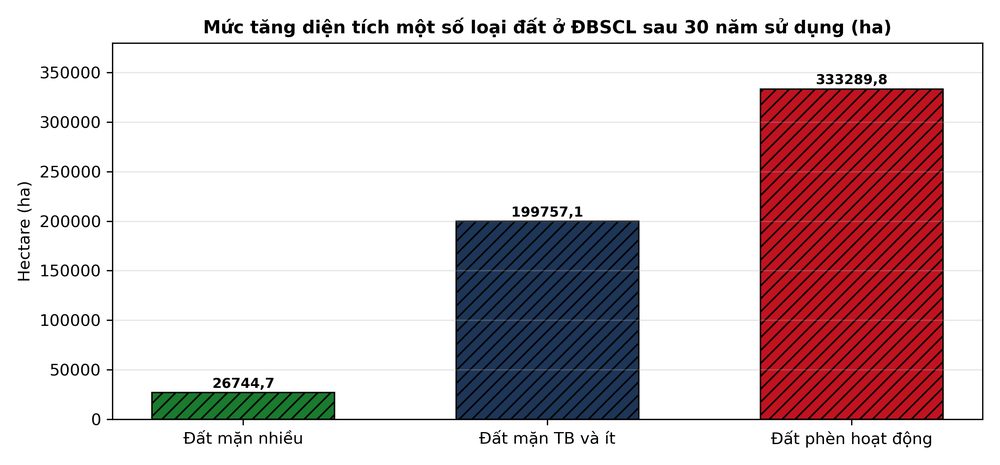 Mức tăng diện tích một số loại đất ở ĐBSCL sau 30 năm sử dụng (ha)
Hectare (ha)
350000
300000
250000
200000
150000
100000
50000
0
26744,7
199757,1
333289,8
Đất mặn nhiều
Đất mặn TB và ít
Đất phèn hoạt động